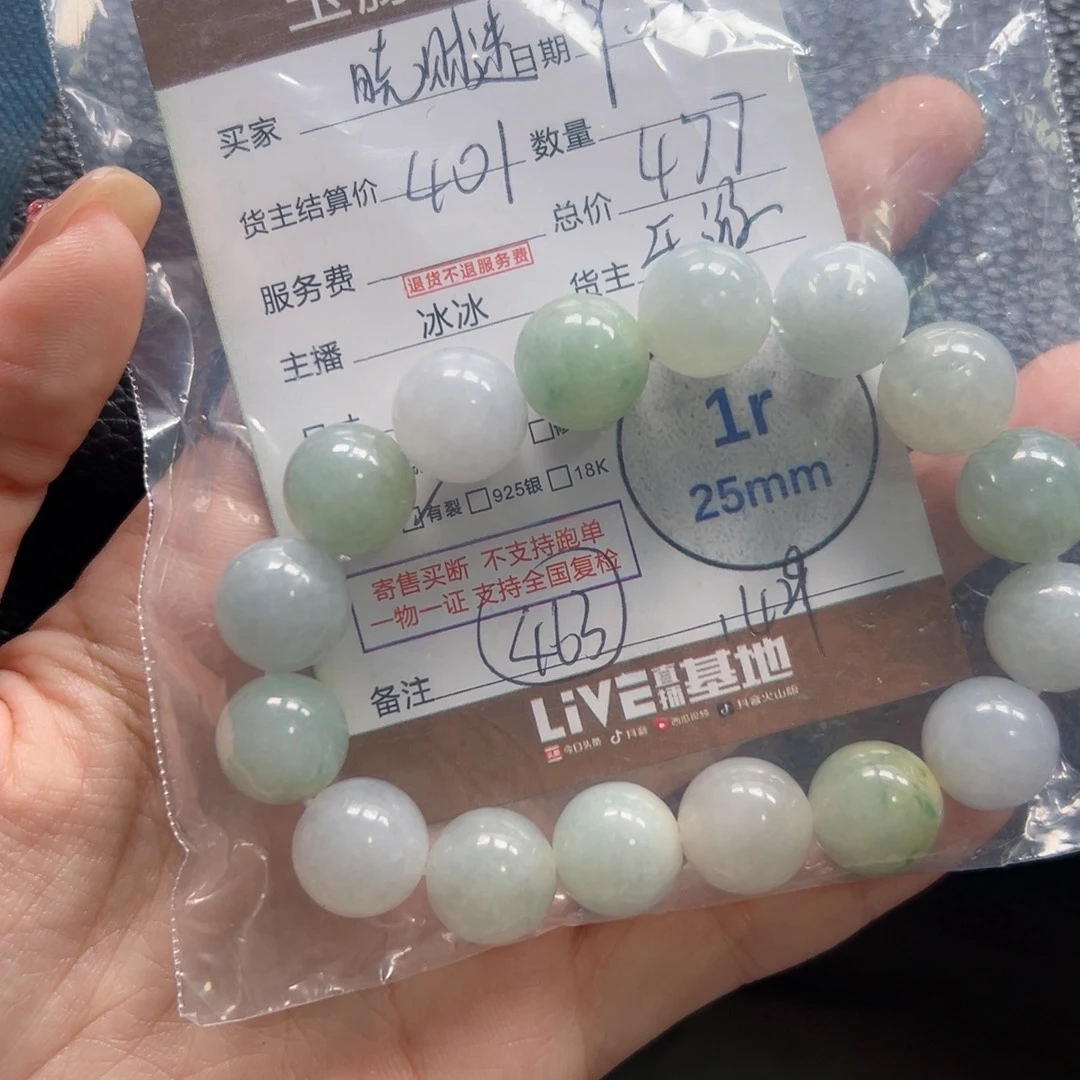 日期
买家
货主结算价 401 数量 477
总价
服务费 退货不退服务费 货主
主播 冰冰
有裂 925银 18K
1r
25mm
寄售买断 不支持跑单
一物一证 支持全国复检
463
备注
LiVE直播基地
今日头条 抖音 西瓜视频 抖音火山版